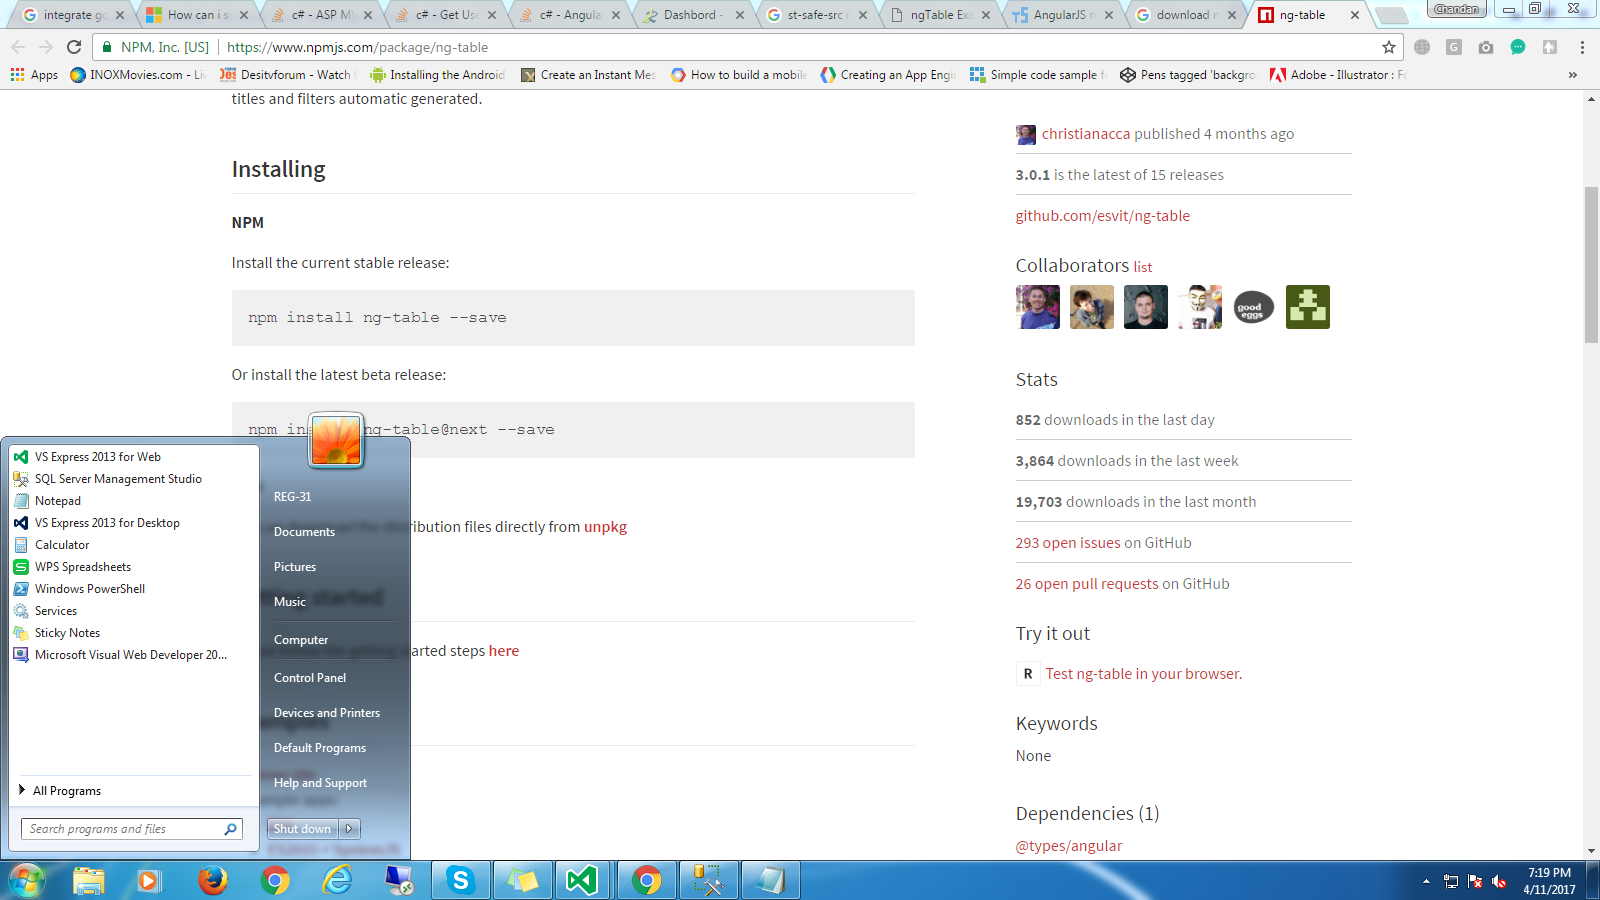 integrate go
How can i s
c# - ASP M
c# - Get Use
c# - Angula
Dashbord -
st-safe-src n
ngTable Exa
AngularJS n
download n
ng-table
Chandan
NPM, Inc. [US]
https://www.npmjs.com/package/ng-table
Apps
INOXMovies.com - Li
Desitvforum - Watch
Installing the Android
Create an Instant Mes
How to build a mobile
Creating an App Engi
Simple code sample f
Pens tagged 'backgro
Adobe - Illustrator : Fo
titles and filters automatic generated.
Installing
NPM
Install the current stable release:
npm install ng-table --save
Or install the latest beta release:
npm ins ng-table@next --save
distribution files directly from unpkg
started
getting started steps here
christianacca published 4 months ago
3.0.1 is the latest of 15 releases
github.com/esvit/ng-table
Collaborators list
good
eggs
Stats
852 downloads in the last day
3,864 downloads in the last week
19,703 downloads in the last month
293 open issues on GitHub
26 open pull requests on GitHub
Try it out
R Test ng-table in your browser.
Keywords
None
Dependencies (1)
@types/angular
VS Express 2013 for Web
SQL Server Management Studio
Notepad
VS Express 2013 for Desktop
Calculator
WPS Spreadsheets
Windows PowerShell
Services
Sticky Notes
Microsoft Visual Web Developer 20...
All Programs
Search programs and files
REG-31
Documents
Pictures
Music
Computer
Control Panel
Devices and Printers
Default Programs
Help and Support
Shut down
7:19 PM
4/11/2017